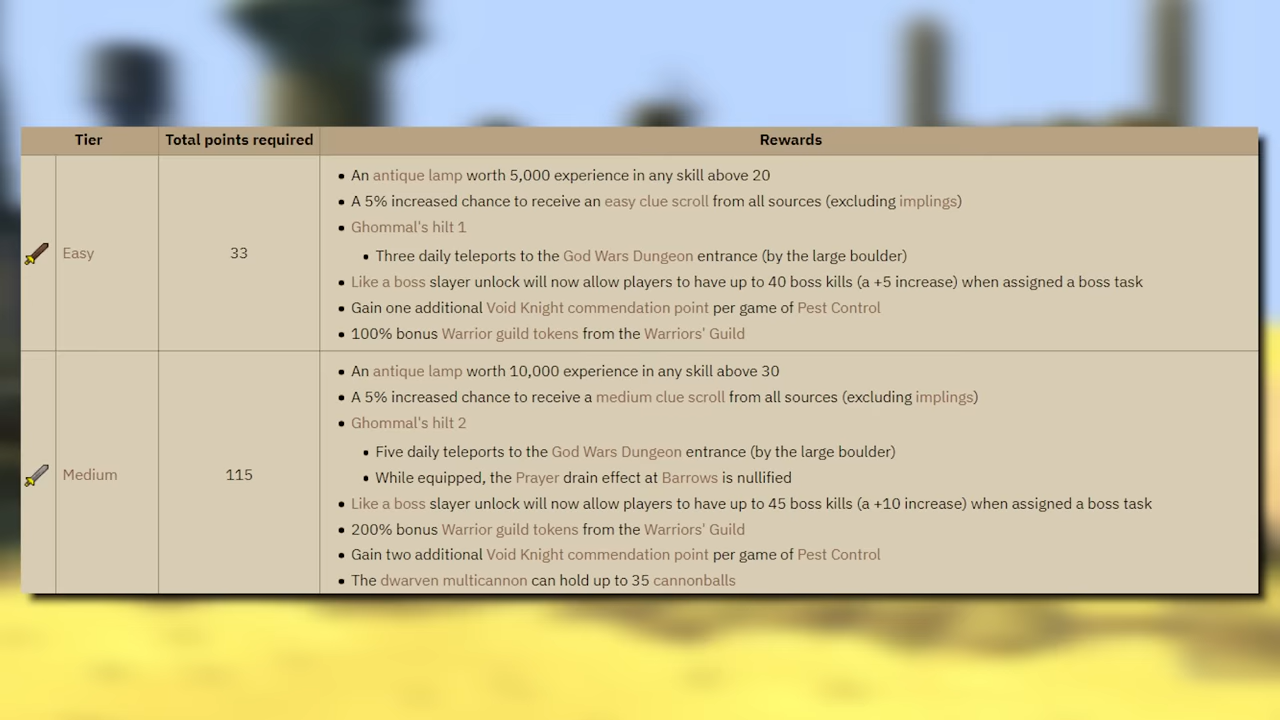 Tier Total points required Rewards
Easy 33
An antique lamp worth 5,000 experience in any skill above 20
A 5% increased chance to receive an easy clue scroll from all sources (excluding implings)
Ghommal's hilt 1
Three daily teleports to the God Wars Dungeon entrance (by the large boulder)
Like a boss slayer unlock will now allow players to have up to 40 boss kills (a +5 increase) when assigned a boss task
Gain one additional Void Knight commendation point per game of Pest Control
100% bonus Warrior guild tokens from the Warriors' Guild
Medium 115
An antique lamp worth 10,000 experience in any skill above 30
A 5% increased chance to receive a medium clue scroll from all sources (excluding implings)
Ghommal's hilt 2
Five daily teleports to the God Wars Dungeon entrance (by the large boulder)
While equipped, the Prayer drain effect at Barrows is nullified
Like a boss slayer unlock will now allow players to have up to 45 boss kills (a +10 increase) when assigned a boss task
200% bonus Warrior guild tokens from the Warriors' Guild
Gain two additional Void Knight commendation point per game of Pest Control
The dwarven multicannon can hold up to 35 cannonballs